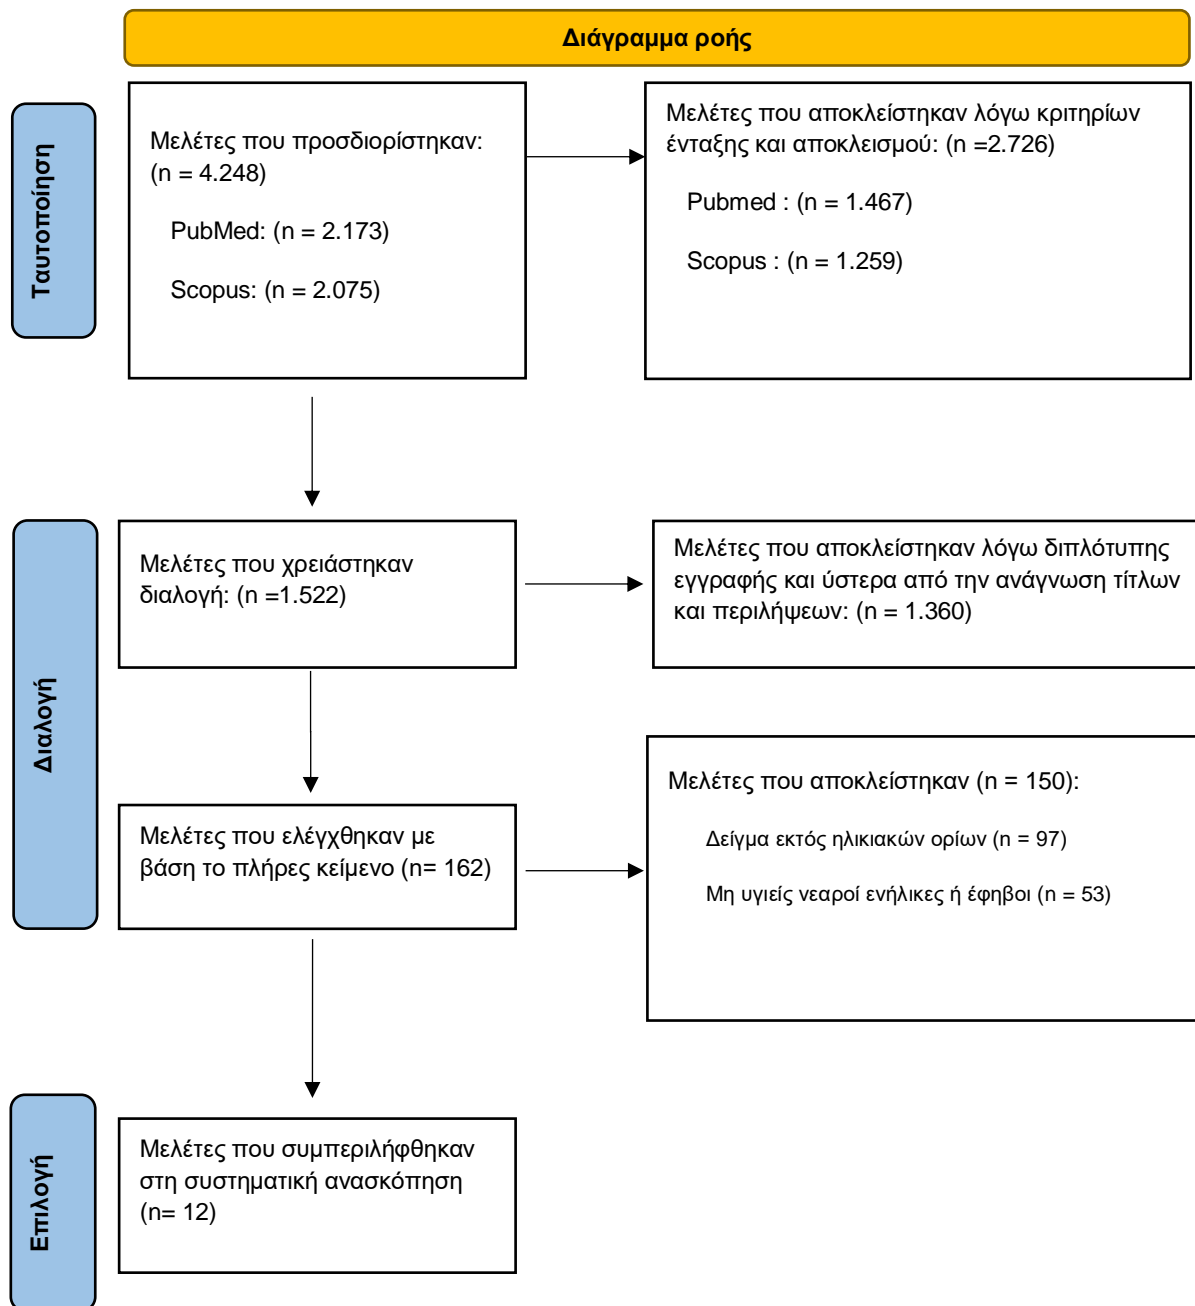 Διάγραμμα ροής
Ταυτοποίηση
Μελέτες που προσδιορίστηκαν:
(n = 4.248)
PubMed: (n = 2.173)
Scopus: (n = 2.075)
Μελέτες που αποκλείστηκαν λόγω κριτηρίων
ένταξης και αποκλεισμού: (n =2.726)
Pubmed : (n = 1.467)
Scopus : (n = 1.259)
Διαλογή
Μελέτες που χρειάστηκαν
διαλογή: (n =1.522)
Μελέτες που αποκλείστηκαν λόγω διπλότυπης
εγγραφής και ύστερα από την ανάγνωση τίτλων
και περιλήψεων: (n = 1.360)
Μελέτες που ελέγχθηκαν με
βάση το πλήρες κείμενο (n= 162)
Μελέτες που αποκλείστηκαν (n = 150):
Δείγμα εκτός ηλικιακών ορίων (n = 97)
Μη υγιείς νεαροί ενήλικες ή έφηβοι (n = 53)
Επιλογή
Μελέτες που συμπεριλήφθηκαν
στη συστηματική ανασκόπηση
(n= 12)